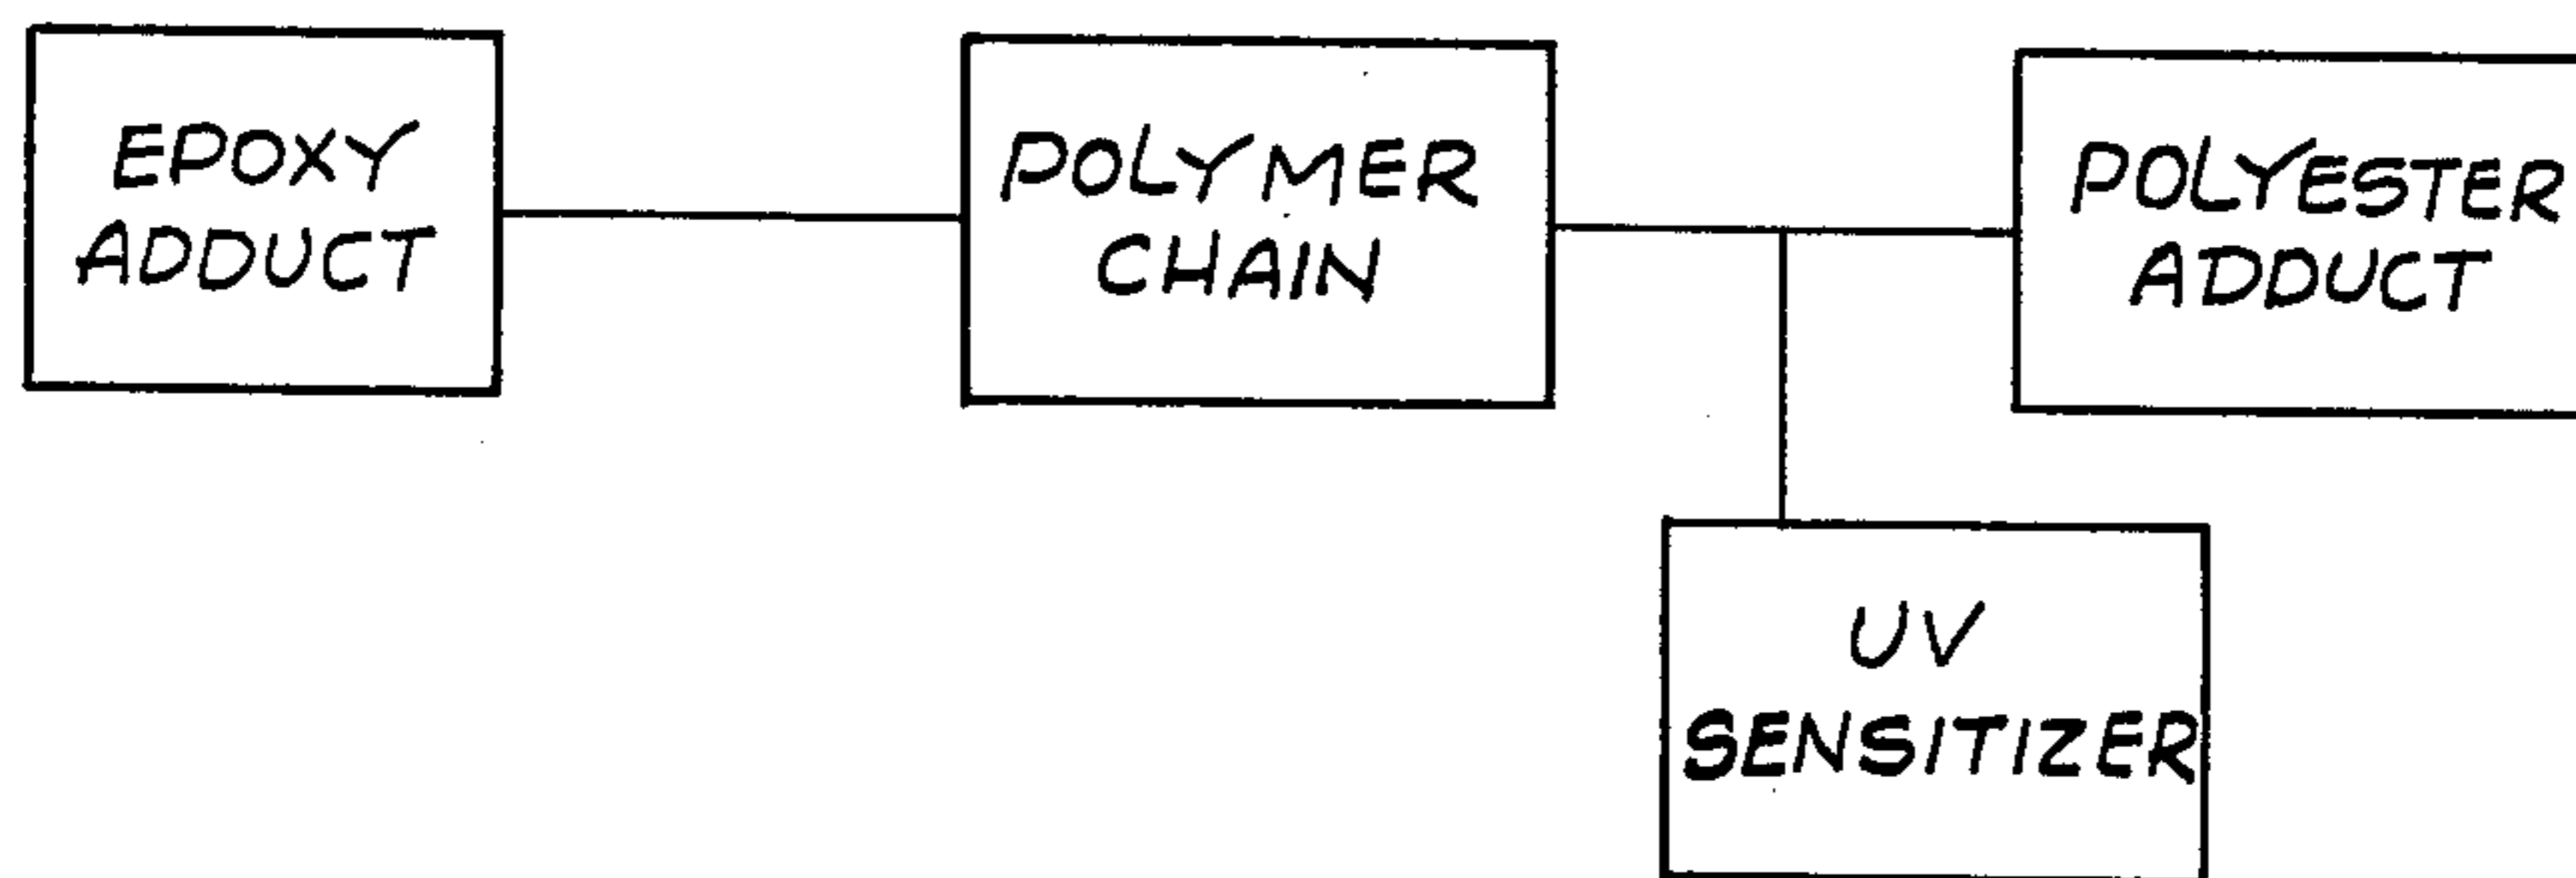 EPOXY
ADDUCT
POLYMER
CHAIN
POLYESTER
ADDUCT
UV
SENSITIZER